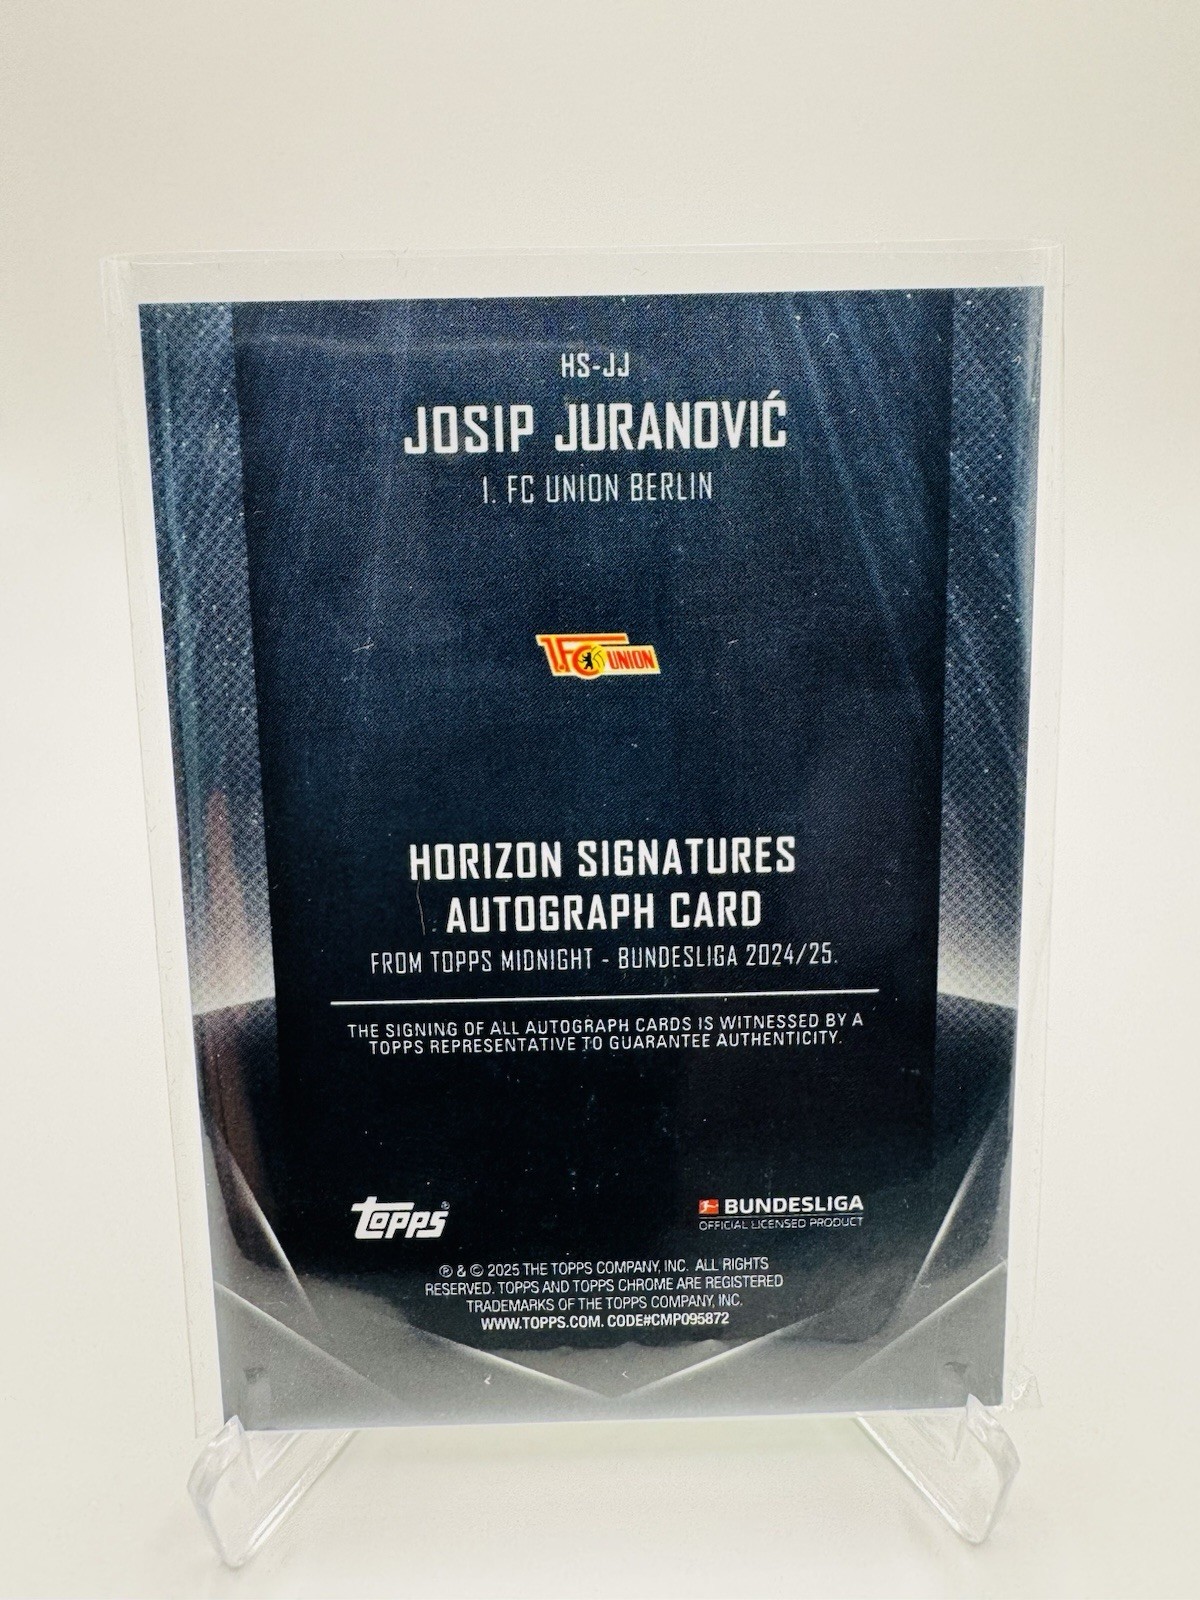 HS-JJ
JOSIP JURANOVIĆ
1. FC UNION BERLIN
1.FC UNION
HORIZON SIGNATURES
AUTOGRAPH CARD
FROM TOPPS MIDNIGHT - BUNDESLIGA 2024/25.
THE SIGNING OF ALL AUTOGRAPH CARDS IS WITNESSED BY A
TOPPS REPRESENTATIVE TO GUARANTEE AUTHENTICITY.
topps®
BUNDESLIGA
OFFICIAL LICENSED PRODUCT
℗ & © 2025 THE TOPPS COMPANY, INC. ALL RIGHTS
RESERVED. TOPPS AND TOPPS CHROME ARE REGISTERED
TRADEMARKS OF THE TOPPS COMPANY, INC.
WWW.TOPPS.COM. CODE#CMP095872